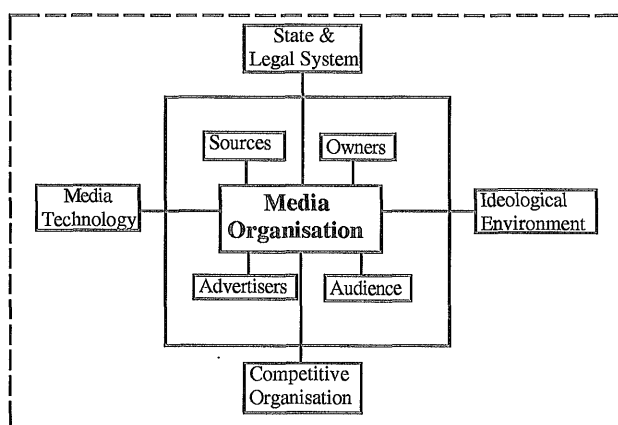 State &
Legal System
Sources
Owners
Media
Technology
Media
Organisation
Ideological
Environment
Advertisers
Audience
Competitive
Organisation